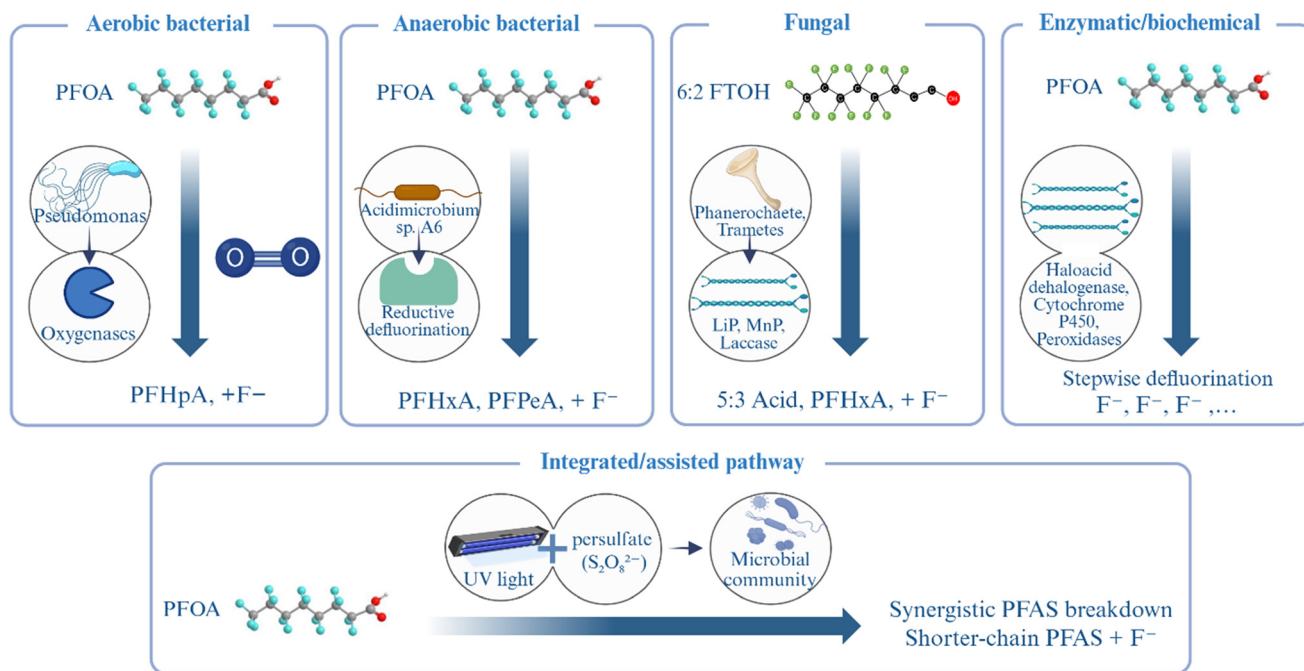 Aerobic bacterial
PFOA
Pseudomonas
Oxygenases
O O
PFHpA, +F−
Anaerobic bacterial
PFOA
Acidimicrobium
sp. A6
Reductive
defluorination
PFHxA, PFPeA, + F⁻
Fungal
6:2 FTOH
OH
Phanerochaete,
Trametes
LiP, MnP,
Laccase
5:3 Acid, PFHxA, + F⁻
Enzymatic/biochemical
PFOA
Haloacid
dehalogenase,
Cytochrome
P450,
Peroxidases
Stepwise defluorination
F⁻, F⁻, F⁻ ,...
Integrated/assisted pathway
PFOA
UV light
+
persulfate
(S₂O₈²⁻)
Microbial
community
Synergistic PFAS breakdown
Shorter-chain PFAS + F⁻